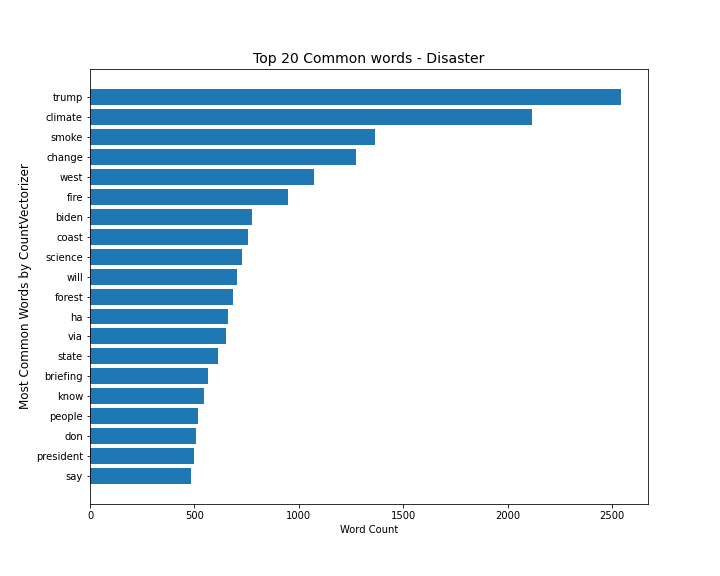 Top 20 Common words - Disaster
Most Common Words by CountVectorizer
trump
climate
smoke
change
west
fire
biden
coast
science
will
forest
ha
via
state
briefing
know
people
don
president
say
0 500 1000 1500 2000 2500
Word Count